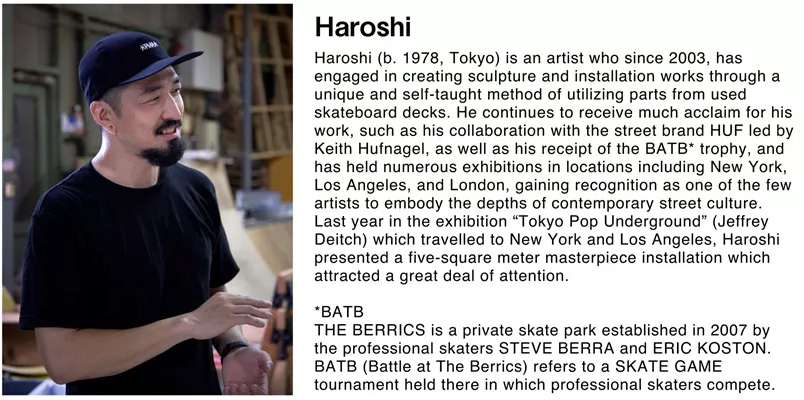 Haroshi
Haroshi (b. 1978, Tokyo) is an artist who since 2003, has
engaged in creating sculpture and installation works through a
unique and self-taught method of utilizing parts from used
skateboard decks. He continues to receive much acclaim for his
work, such as his collaboration with the street brand HUF led by
Keith Hufnagel, as well as his receipt of the BATB* trophy, and
has held numerous exhibitions in locations including New York,
Los Angeles, and London, gaining recognition as one of the few
artists to embody the depths of contemporary street culture.
Last year in the exhibition “Tokyo Pop Underground” (Jeffrey
Deitch) which travelled to New York and Los Angeles, Haroshi
presented a five-square meter masterpiece installation which
attracted a great deal of attention.
*BATB
THE BERRICS is a private skate park established in 2007 by
the professional skaters STEVE BERRA and ERIC KOSTON.
BATB (Battle at The Berrics) refers to a SKATE GAME
tournament held there in which professional skaters compete.